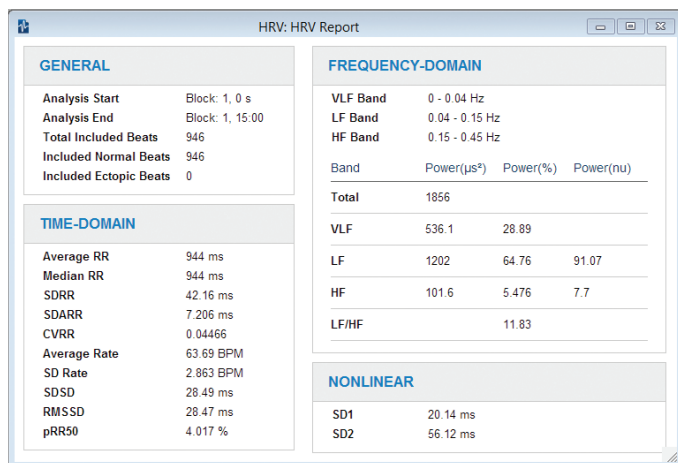 HRV: HRV Report
GENERAL
Analysis Start Block: 1, 0 s
Analysis End Block: 1, 15:00
Total Included Beats 946
Included Normal Beats 946
Included Ectopic Beats 0
TIME-DOMAIN
Average RR 944 ms
Median RR 944 ms
SDRR 42.16 ms
SDARR 7.206 ms
CVRR 0.04466
Average Rate 63.69 BPM
SD Rate 2.863 BPM
SDSD 28.49 ms
RMSSD 28.47 ms
pRR50 4.017 %
FREQUENCY-DOMAIN
VLF Band 0 - 0.04 Hz
LF Band 0.04 - 0.15 Hz
HF Band 0.15 - 0.45 Hz
Band Power(µs²) Power(%) Power(nu)
Total 1856
VLF 536.1 28.89
LF 1202 64.76 91.07
HF 101.6 5.476 7.7
LF/HF 11.83
NONLINEAR
SD1 20.14 ms
SD2 56.12 ms